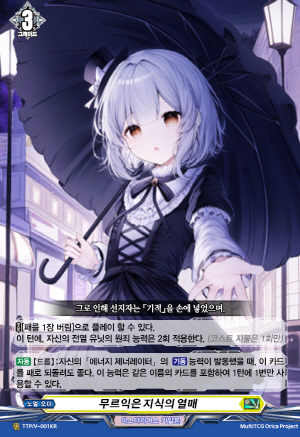 3
그레이드
그로 인해 선지자는 「기적」을 손에 넣었으며.
[패를 1장 버림]으로 플레이 할 수 있다.
이 턴에, 자신의 전열 유닛의 원죄 능력은 2회 적용한다. (코스트 지불은 1회만)
자동 【드롭】:자신의 「에너지 제너레이터」의 기동 능력이 발동했을 때, 이 카드
를 패로 되돌려도 좋다. 이 능력은 같은 이름의 카드를 포함하여 1턴에 1번만 사
용할 수 있다.
노멀 오더
무르익은 지식의 열매
TTP/V-001KR
MultiTCG Orica Project